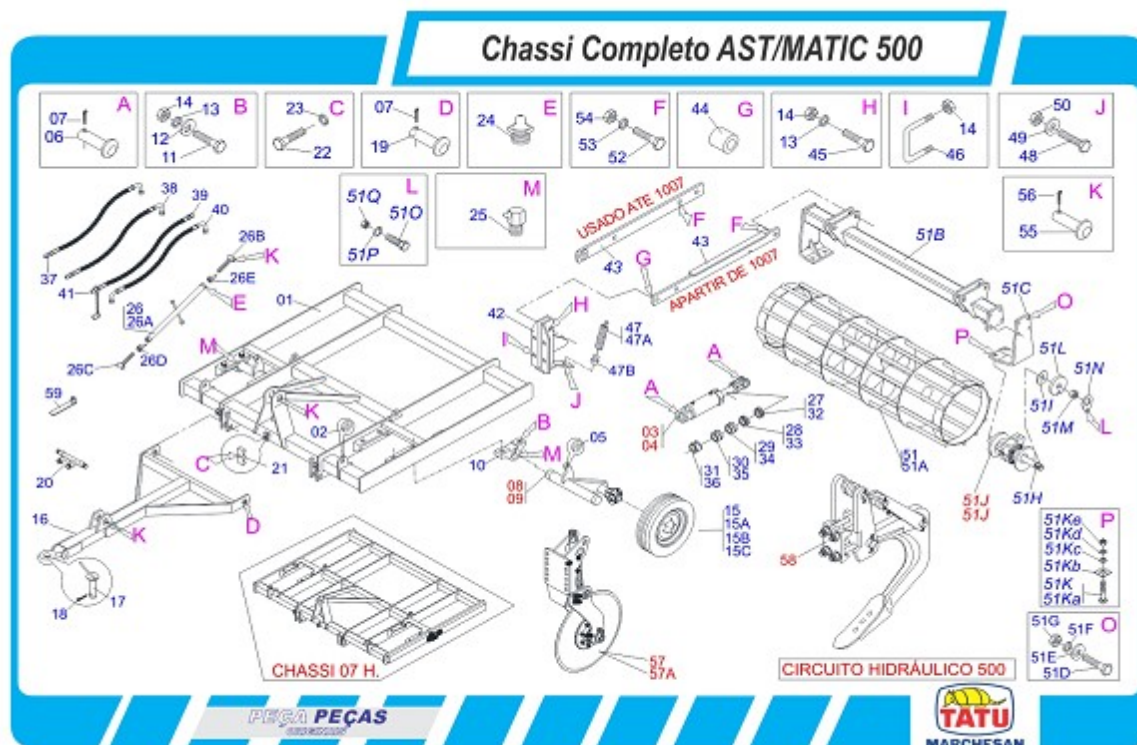 Chassi Completo AST/MATIC 500
A
07
06
B
14
13
12
11
C
23
22
D
07
19
E
24
F
54
53
52
G
44
H
14
13
45
I
14
46
J
50
49
48
L
51Q
51O
51P
M
25
K
56
55
38
39
40
37
41
26B
K
26E
E
26
26A
26C
26D
USADO ATE 1007
F
43
F
43
G
APARTIR DE 1007
51B
51C
O
P
51L
51N
51I
51M
L
51
51A
51J
51J
51H
01
M
K
02
42
H
I
47
47A
47B
J
A
A
03
04
27
32
28
33
29
34
30
35
31
36
59
20
C
21
16
K
D
18
17
10
B
M
05
08
09
15
15A
15B
15C
58
P
51Ke
51Kd
51Kc
51Kb
51K
51Ka
O
51G
51F
51E
51D
CHASSI 07 H.
57
57A
CIRCUITO HIDRÁULICO 500
PEÇA PEÇAS
ORIGINAIS
TATU
MARCHESAN